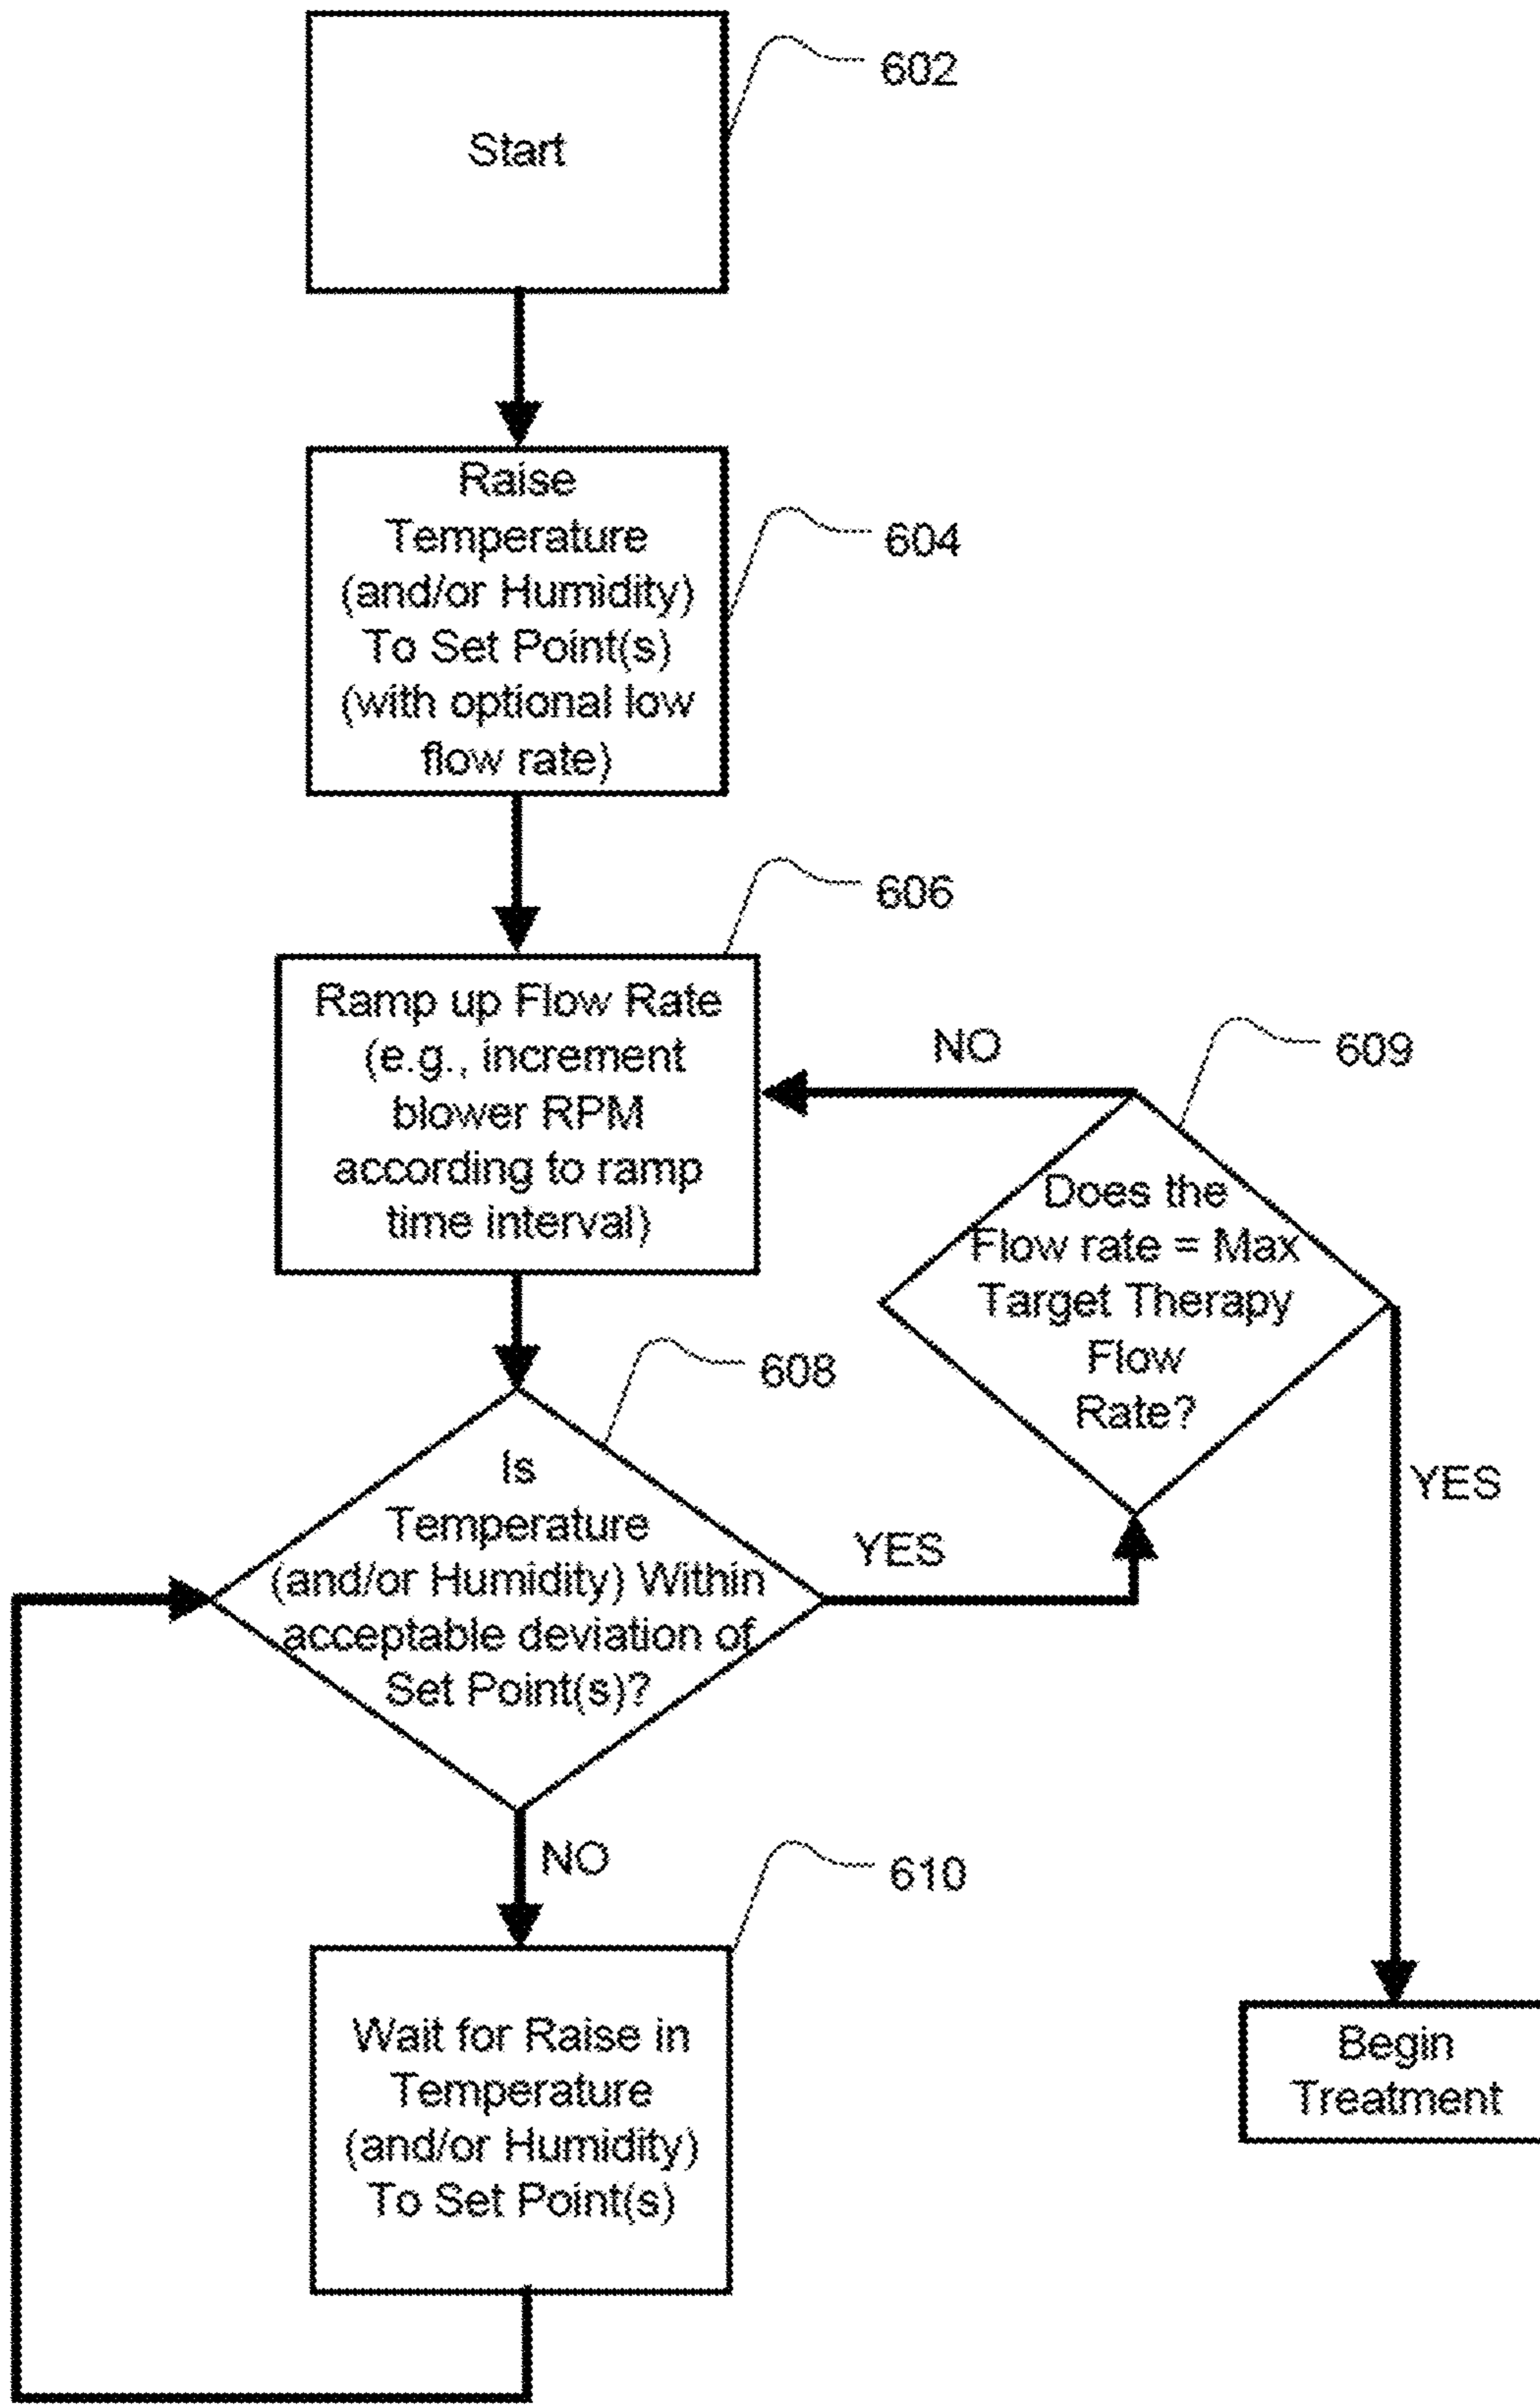 602
Start
Raise
Temperature
(and/or Humidity)
To Set Point(s)
(with optional low
flow rate)
604
606
Ramp up Flow Rate
(e.g., increment
blower RPM
according to ramp
time interval)
NO
609
Does the
Flow rate = Max
Target Therapy
Flow
Rate?
608
Is
Temperature
(and/or Humidity) Within
acceptable deviation of
Set Point(s)?
YES
YES
NO
610
Wait for Raise in
Temperature
(and/or Humidity)
To Set Point(s)
Begin
Treatment